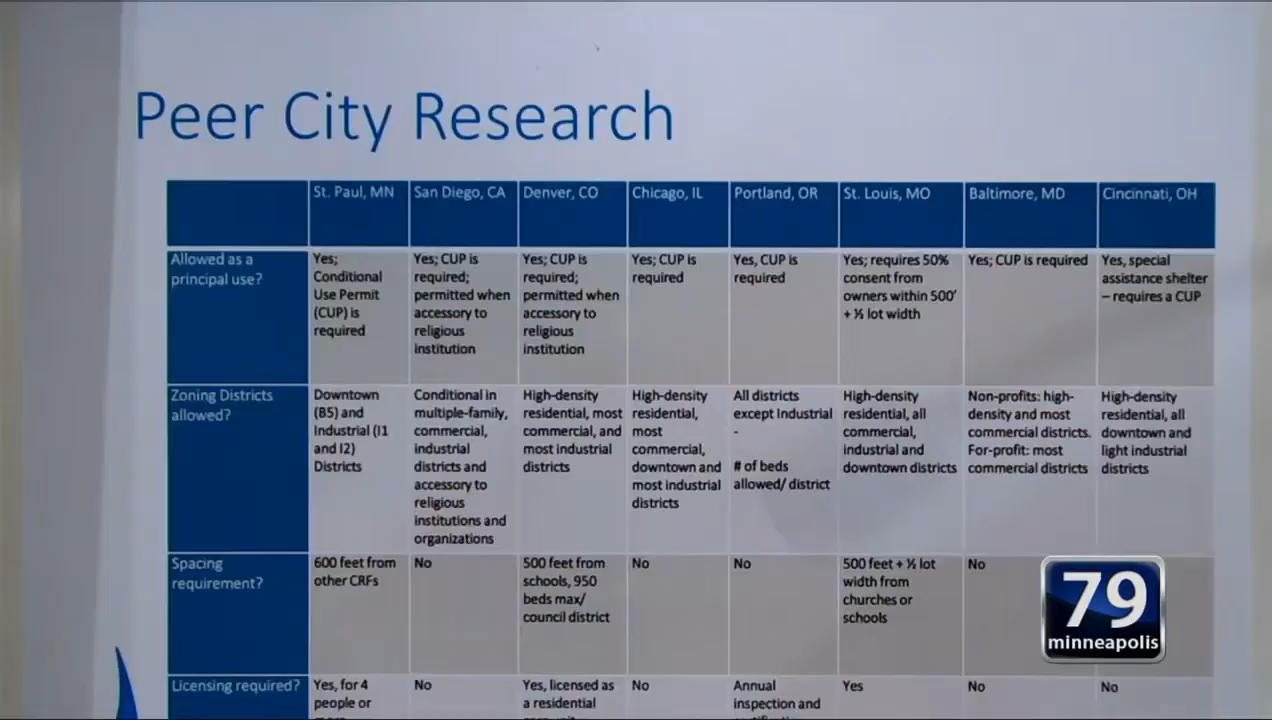 Peer City Research
St. Paul, MN
San Diego, CA
Denver, CO
Chicago, IL
Portland, OR
St. Louis, MO
Baltimore, MD
Cincinnati, OH
Allowed as a
principal use?
Yes;
Conditional
Use Permit
(CUP) is
required
Yes; CUP is
required;
permitted when
accessory to
religious
institution
Yes; CUP is
required;
permitted when
accessory to
religious
institution
Yes; CUP is
required
Yes, CUP is
required
Yes; requires 50%
consent from
owners within 500'
+ ½ lot width
Yes; CUP is required
Yes, special
assistance shelter
– requires a CUP
Zoning Districts
allowed?
Downtown
(B5) and
Industrial (I1
and I2)
Districts
Conditional in
multiple-family,
commercial,
industrial
districts and
accessory to
religious
institutions and
organizations
High-density
residential, most
commercial, and
most industrial
districts
High-density
residential,
most
commercial,
downtown and
most industrial
districts
All districts
except Industrial
-
# of beds
allowed/ district
High-density
residential, all
commercial,
industrial and
downtown districts
Non-profits: high-
density and most
commercial districts.
For-profit: most
commercial districts
High-density
residential, all
downtown and
light industrial
districts
Spacing
requirement?
600 feet from
other CRFs
No
500 feet from
schools, 950
beds max/
council district
No
No
500 feet + ½ lot
width from
churches or
schools
No
Licensing required?
Yes, for 4
people or
No
Yes, licensed as
a residential
No
Annual
inspection and
Yes
No
No
79
minneapolis